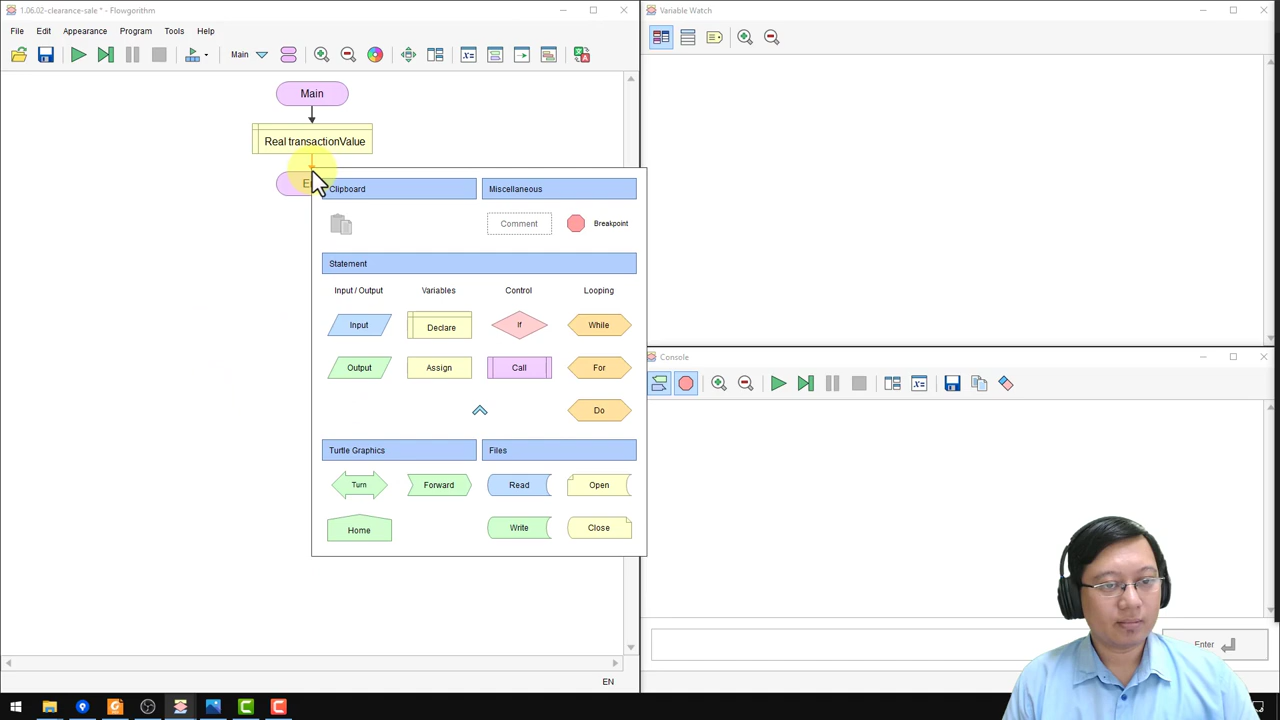 1.06.02-clearance-sale * - Flowgorithm
File Edit Appearance Program Tools Help
Main
Main
Real transactionValue
E
Clipboard Miscellaneous
Comment Breakpoint
Statement
Input / Output Variables Control Looping
Input Declare If While
Output Assign Call For
Do
Turtle Graphics Files
Turn Forward Read Open
Home Write Close
EN
Variable Watch
Console
Enter